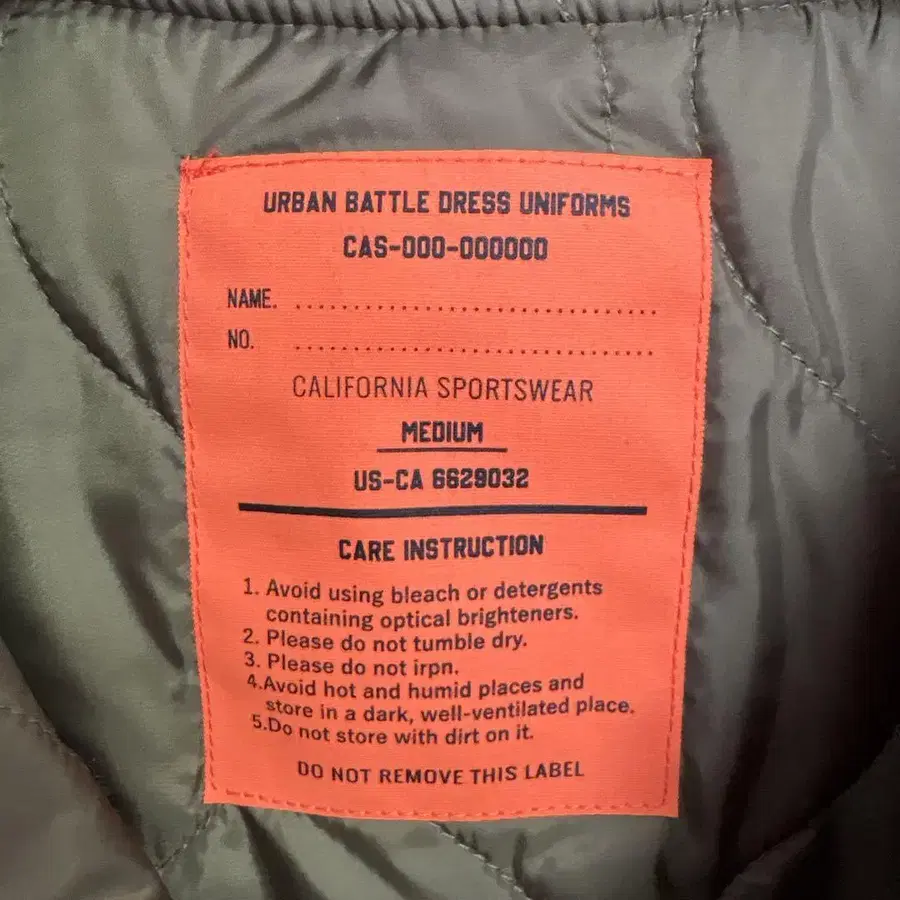 URBAN BATTLE DRESS UNIFORMS
CAS-000-000000
NAME. ........................................
NO. ........................................
CALIFORNIA SPORTSWEAR
MEDIUM
US-CA 6629032
CARE INSTRUCTION
1. Avoid using bleach or detergents
containing optical brighteners.
2. Please do not tumble dry.
3. Please do not irpn.
4.Avoid hot and humid places and
store in a dark, well-ventilated place.
5.Do not store with dirt on it.
DO NOT REMOVE THIS LABEL